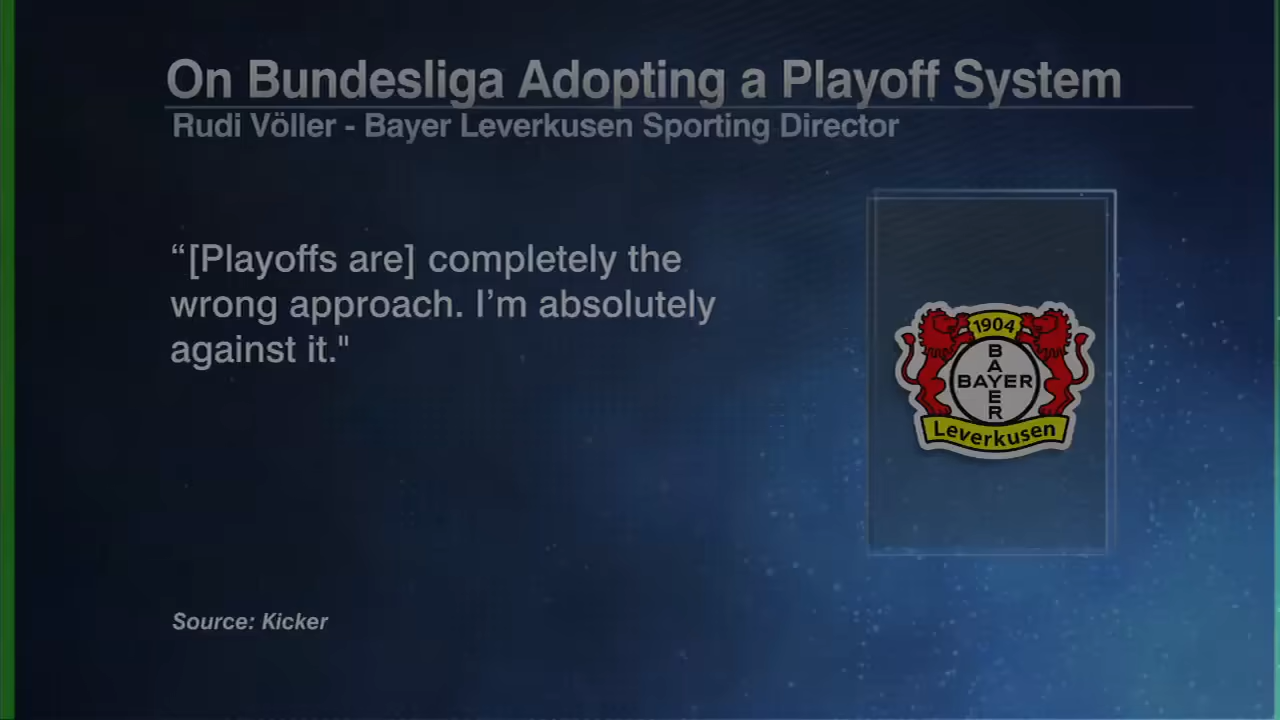 On Bundesliga Adopting a Playoff System
Rudi Völler - Bayer Leverkusen Sporting Director
“[Playoffs are] completely the
wrong approach. I’m absolutely
against it."
1904
BAYER
BAYER
Leverkusen
Source: Kicker